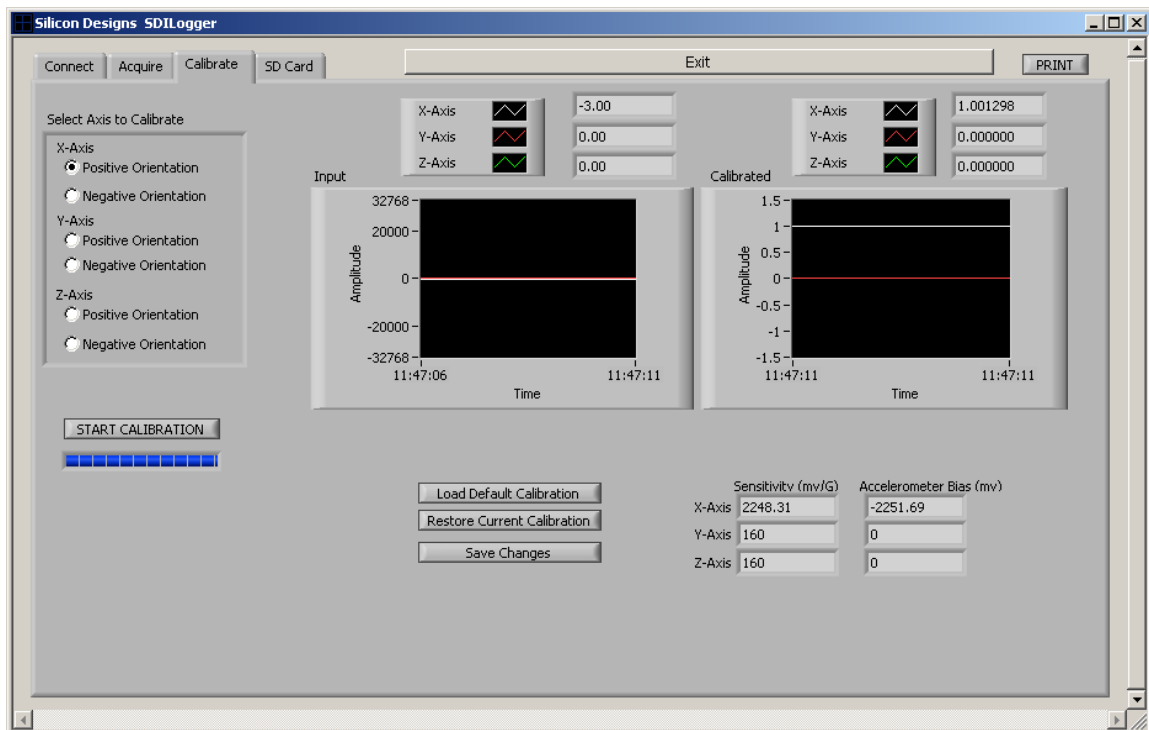 Silicon Designs SDILogger
Connect Acquire Calibrate SD Card Exit PRINT
Select Axis to Calibrate
X-Axis
Positive Orientation
Negative Orientation
Y-Axis
Positive Orientation
Negative Orientation
Z-Axis
Positive Orientation
Negative Orientation
START CALIBRATION
X-Axis -3.00
Y-Axis 0.00
Z-Axis 0.00
Input
32768
20000
0
-20000
-32768
Amplitude
11:47:06 11:47:11
Time
X-Axis 1.001298
Y-Axis 0.000000
Z-Axis 0.000000
Calibrated
1.5
1
0.5
0
-0.5
-1
-1.5
Amplitude
11:47:11 11:47:11
Time
Load Default Calibration
Restore Current Calibration
Save Changes
Sensitivity (mv/G) Accelerometer Bias (mv)
X-Axis 2248.31 -2251.69
Y-Axis 160 0
Z-Axis 160 0